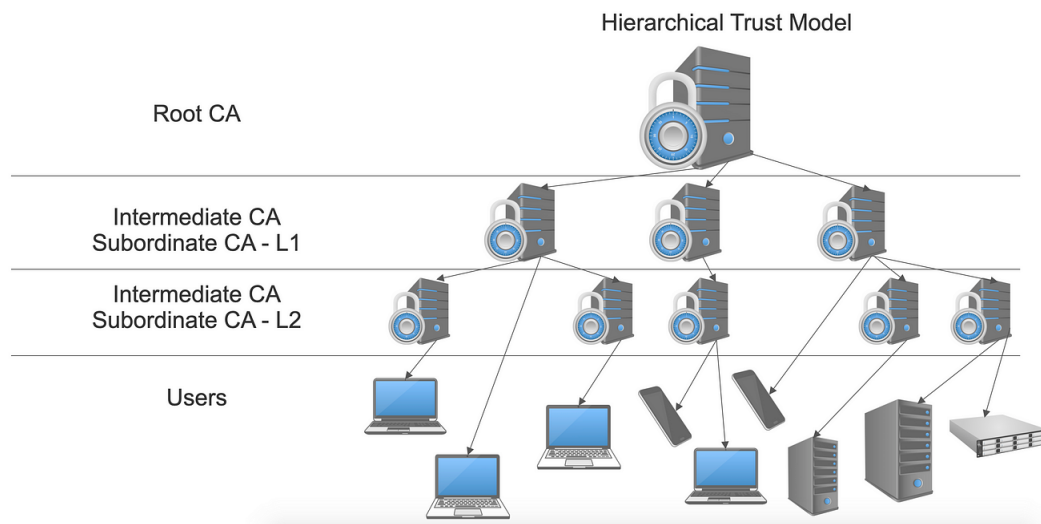 Hierarchical Trust Model
Root CA
Intermediate CA
Subordinate CA - L1
Intermediate CA
Subordinate CA - L2
Users